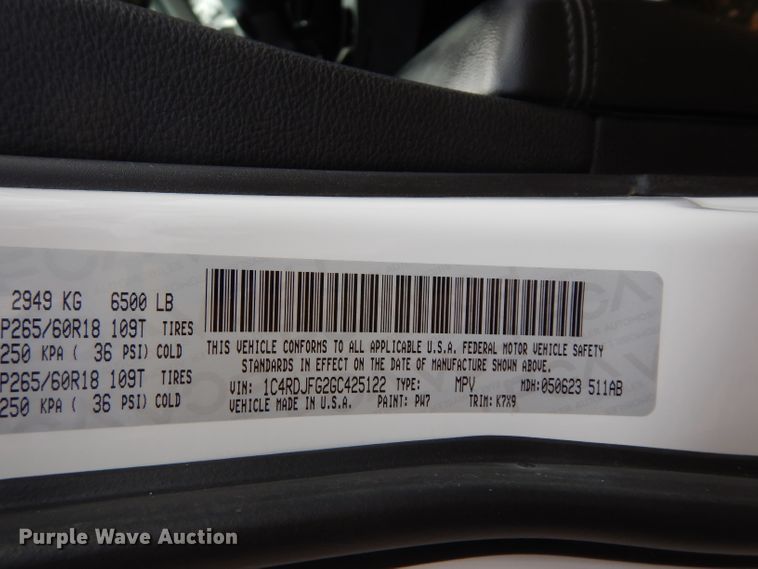 2949 KG 6500 LB
P265/60R18 109T TIRES
250 KPA ( 36 PSI) COLD
P265/60R18 109T TIRES
250 KPA ( 36 PSI) COLD
THIS VEHICLE CONFORMS TO ALL APPLICABLE U.S.A. FEDERAL MOTOR VEHICLE SAFETY
STANDARDS IN EFFECT ON THE DATE OF MANUFACTURE SHOWN ABOVE.
VIN: 1C4RDJFG2GC425122 TYPE: MPV MDH: 050623 511AB
VEHICLE MADE IN U.S.A. PAINT: PW7 TRIM: K7X9
Purple Wave Auction